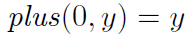 plus(0, y) = y